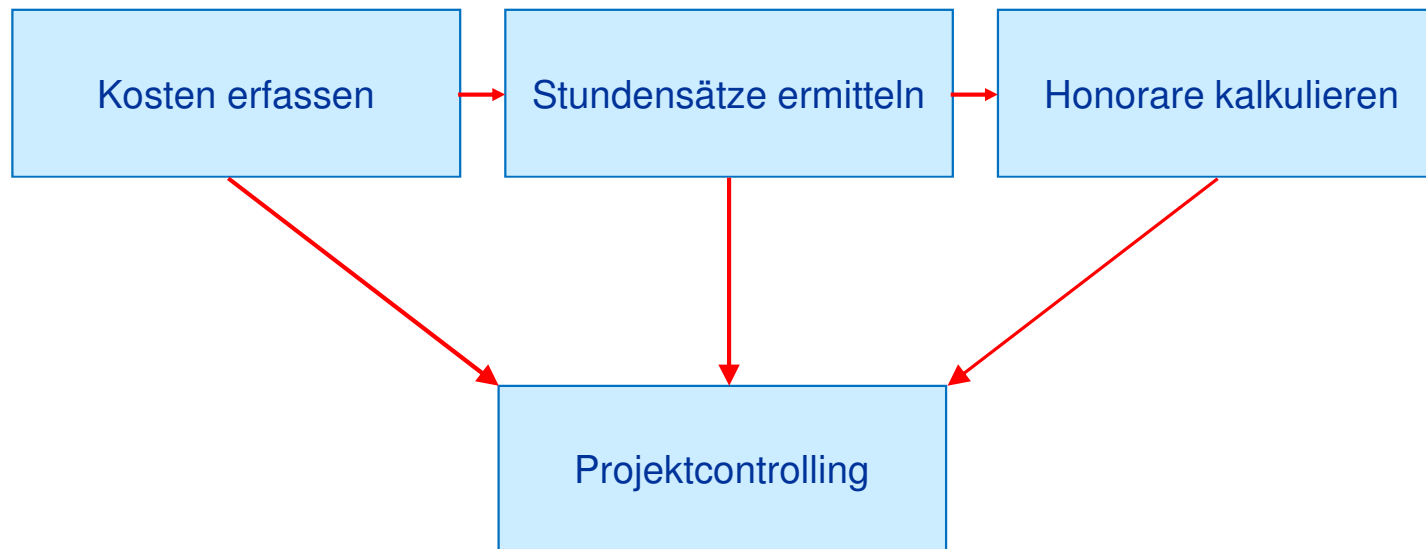 Kosten erfassen
Stundensätze ermitteln
Honorare kalkulieren
Projektcontrolling